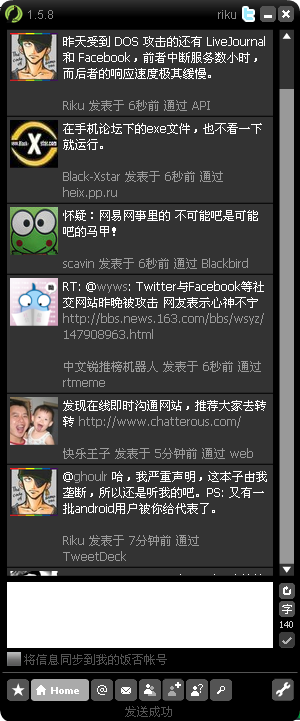 1.5.8 riku
昨天受到 DOS 攻击的还有 LiveJournal
和 Facebook，前者中断服务数小时，
而后者的响应速度极其缓慢。
Riku 发表于 6秒前 通过 API
在手机论坛下的exe文件，也不看一下
就运行。
Black-Xstar 发表于 6秒前 通过
heix.pp.ru
怀疑：网易网事里的 不可能吧是可能
吧的马甲！
scavin 发表于 6秒前 通过 Blackbird
RT: @wyws: Twitter与Facebook等社
交网站昨晚被攻击 网友表示心神不宁
http://bbs.news.163.com/bbs/wsyz/
147908963.html
中文锐推榜机器人 发表于 6秒前 通过
rtmeme
发现在线即时沟通网站，推荐大家去转
转 http://www.chatterous.com/
快乐王子 发表于 5分钟前 通过 web
@ghoulr 哈，我严重声明，这本子由我
垄断，所以还是听我的吧。PS: 又有一
批android用户被你给代表了。
Riku 发表于 7分钟前 通过
TweetDeck
字
140
将信息同步到我的饭否帐号
Home
发送成功